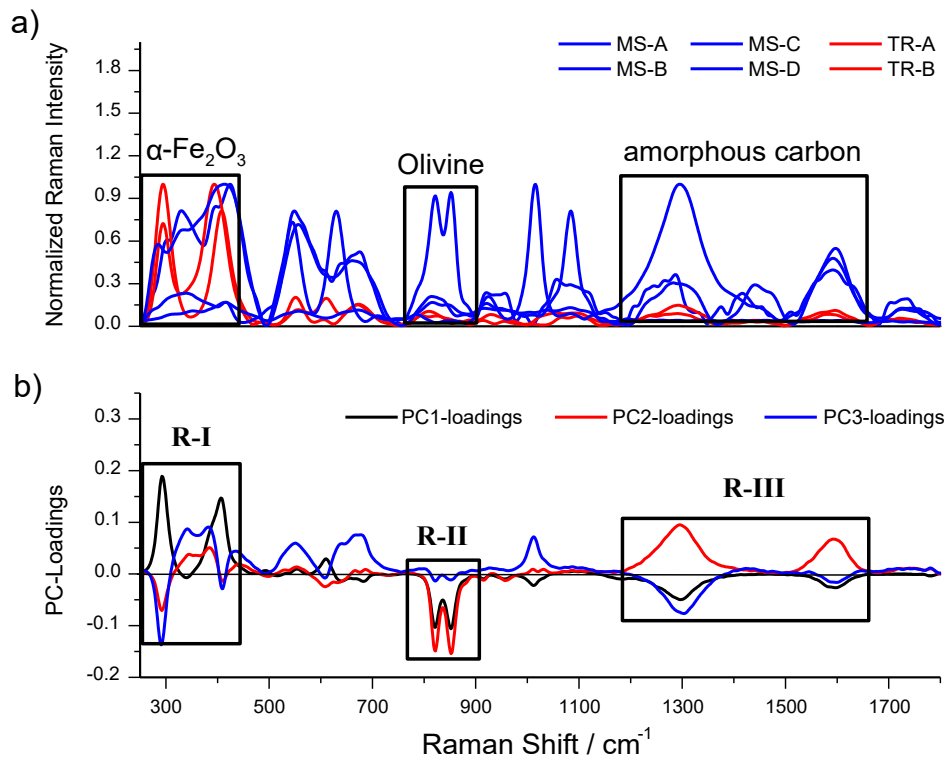 a)
MS-A MS-C TR-A
MS-B MS-D TR-B
Normalized Raman Intensity
1.8
1.5
1.2
0.9
0.6
0.3
0.0
α-Fe₂O₃
Olivine
amorphous carbon
b)
PC1-loadings PC2-loadings PC3-loadings
PC-Loadings
0.3
0.2
0.1
0.0
-0.1
-0.2
R-I
R-II
R-III
300 500 700 900 1100 1300 1500 1700
Raman Shift / cm⁻¹